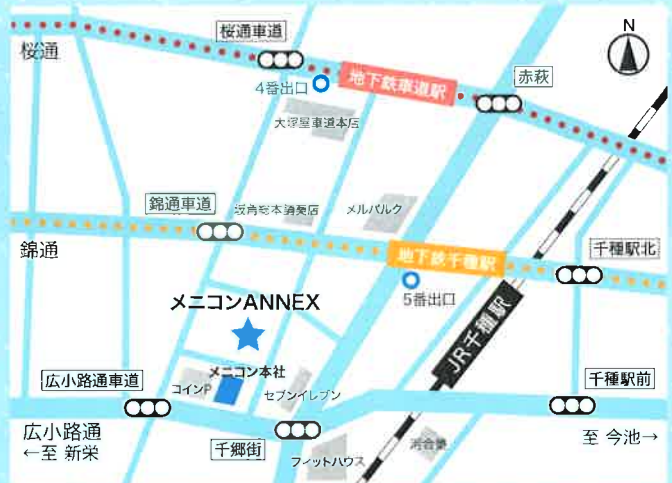 N
桜通車道
桜通
4番出口
地下鉄車道駅
赤萩
大塚屋車道本店
錦通車道
坂角総本舖葵店
メルパルク
錦通
地下鉄千種駅
千種駅北
5番出口
メニコンANNEX
JR千種駅
メニコン本社
広小路通車道
コインP
セブンイレブン
千種駅前
広小路通
←至 新栄
千郷街
至 今池→
河合塾
フィットハウス